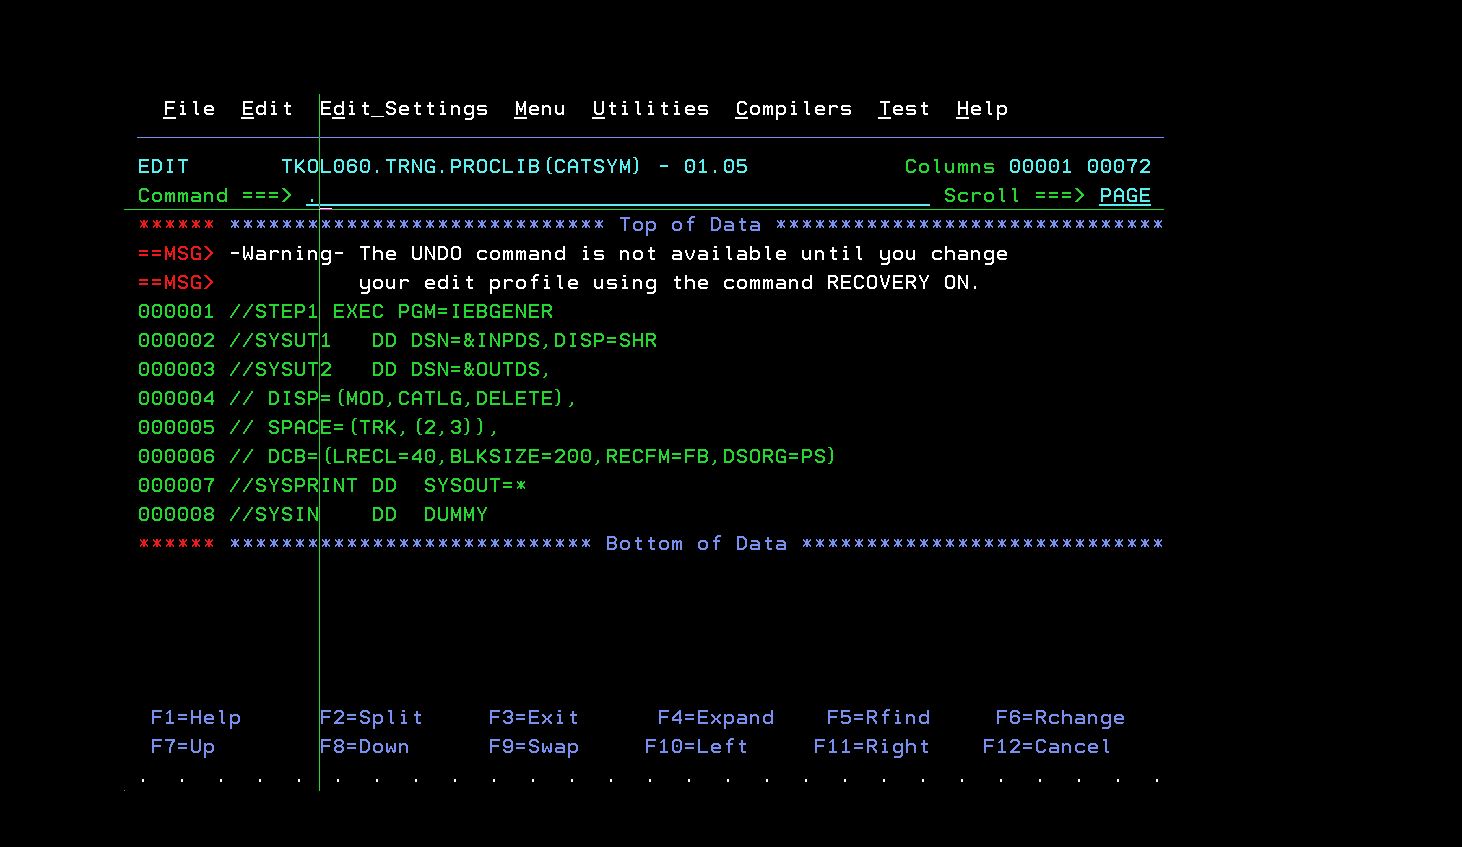 File  Edit  Edit_Settings  Menu  Utilities  Compilers  Test  Help
EDIT       TKOL060.TRNG.PROCLIB(CATSYM) - 01.05            Columns 00001 00072
Command ===> .                                                Scroll ===> PAGE
****** ***************************** Top of Data ******************************
==MSG> -Warning- The UNDO command is not available until you change
==MSG>           your edit profile using the command RECOVERY ON.
000001 //STEP1 EXEC PGM=IEBGENER
000002 //SYSUT1   DD DSN=&INPDS,DISP=SHR
000003 //SYSUT2   DD DSN=&OUTDS,
000004 // DISP=(MOD,CATLG,DELETE),
000005 // SPACE=(TRK,(2,3)),
000006 // DCB=(LRECL=40,BLKSIZE=200,RECFM=FB,DSORG=PS)
000007 //SYSPRINT DD  SYSOUT=*
000008 //SYSIN    DD  DUMMY
****** **************************** Bottom of Data ****************************
F1=Help      F2=Split     F3=Exit      F4=Expand    F5=Rfind     F6=Rchange
F7=Up        F8=Down      F9=Swap     F10=Left     F11=Right    F12=Cancel
. . . . . . . . . . . . . . . . . . . . . . . . . . .